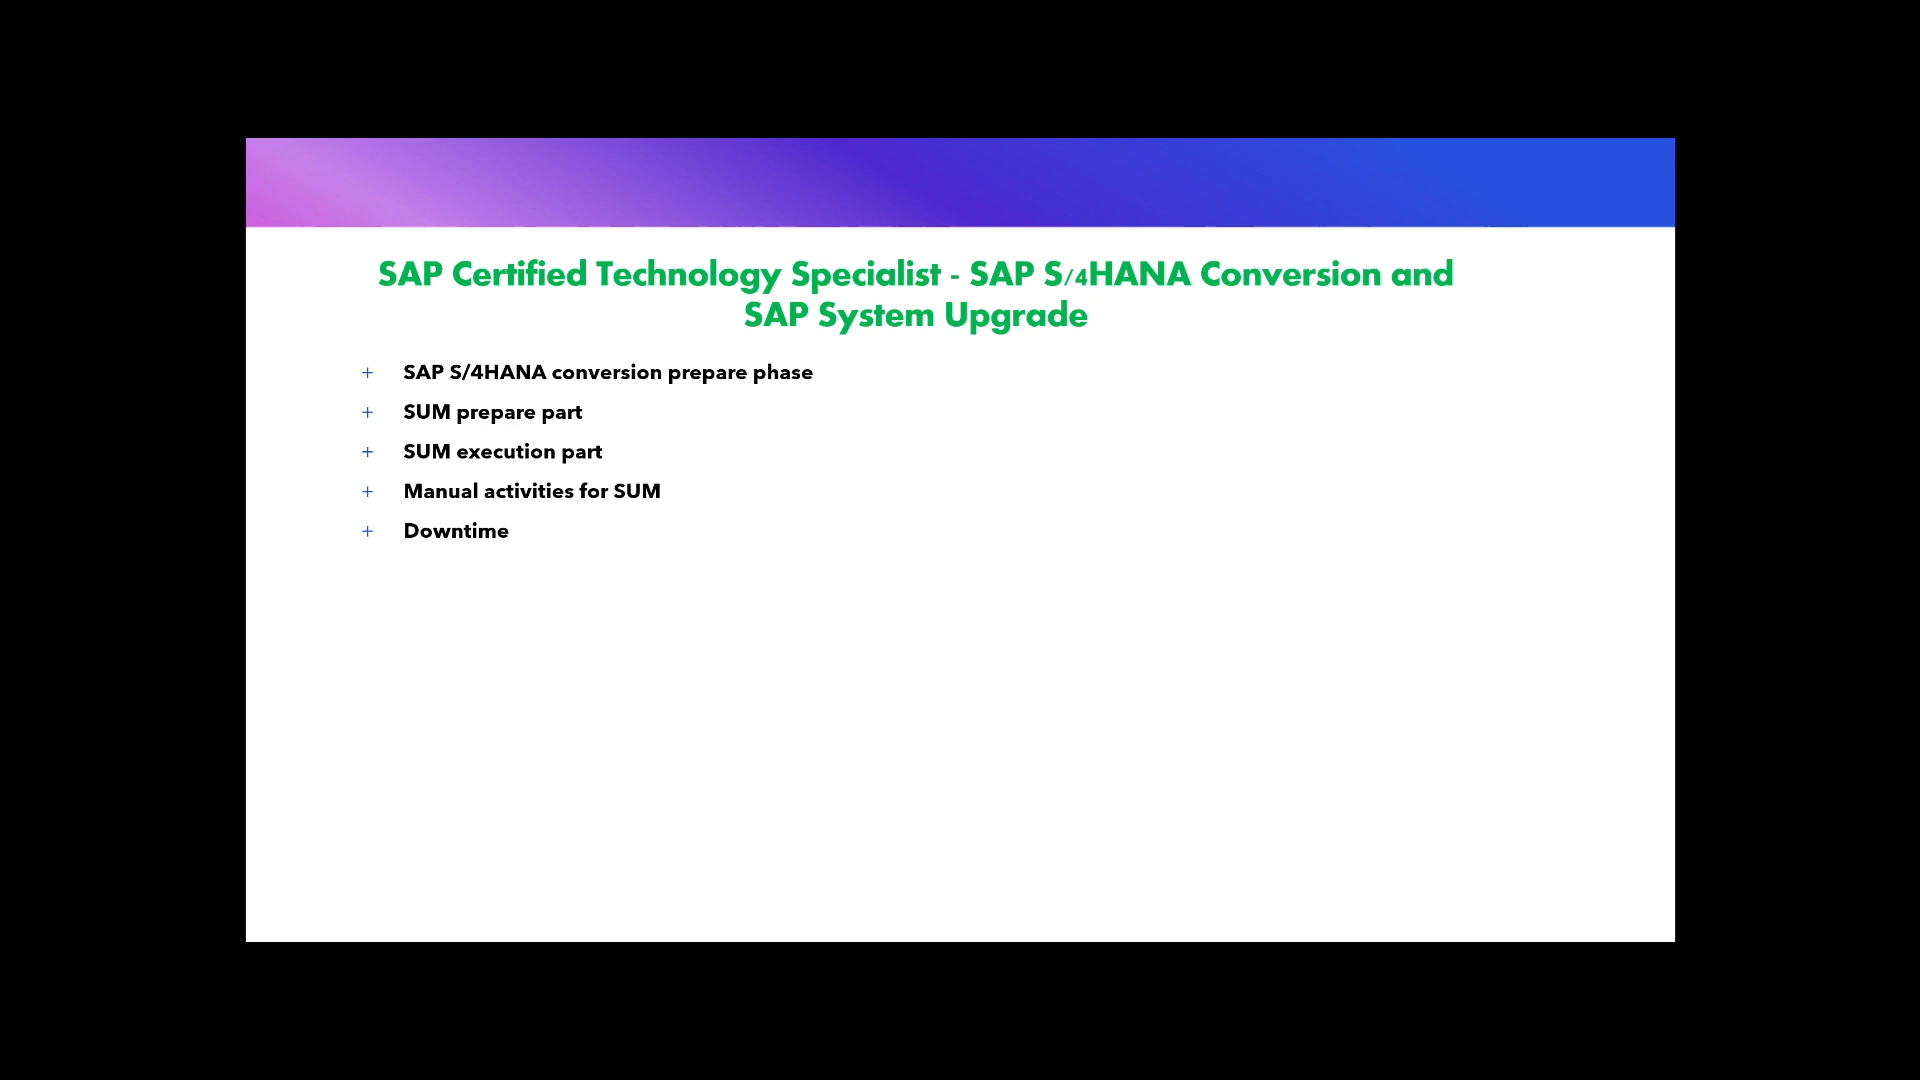 SAP Certified Technology Specialist - SAP S/4HANA Conversion and
SAP System Upgrade
+ SAP S/4HANA conversion prepare phase
+ SUM prepare part
+ SUM execution part
+ Manual activities for SUM
+ Downtime